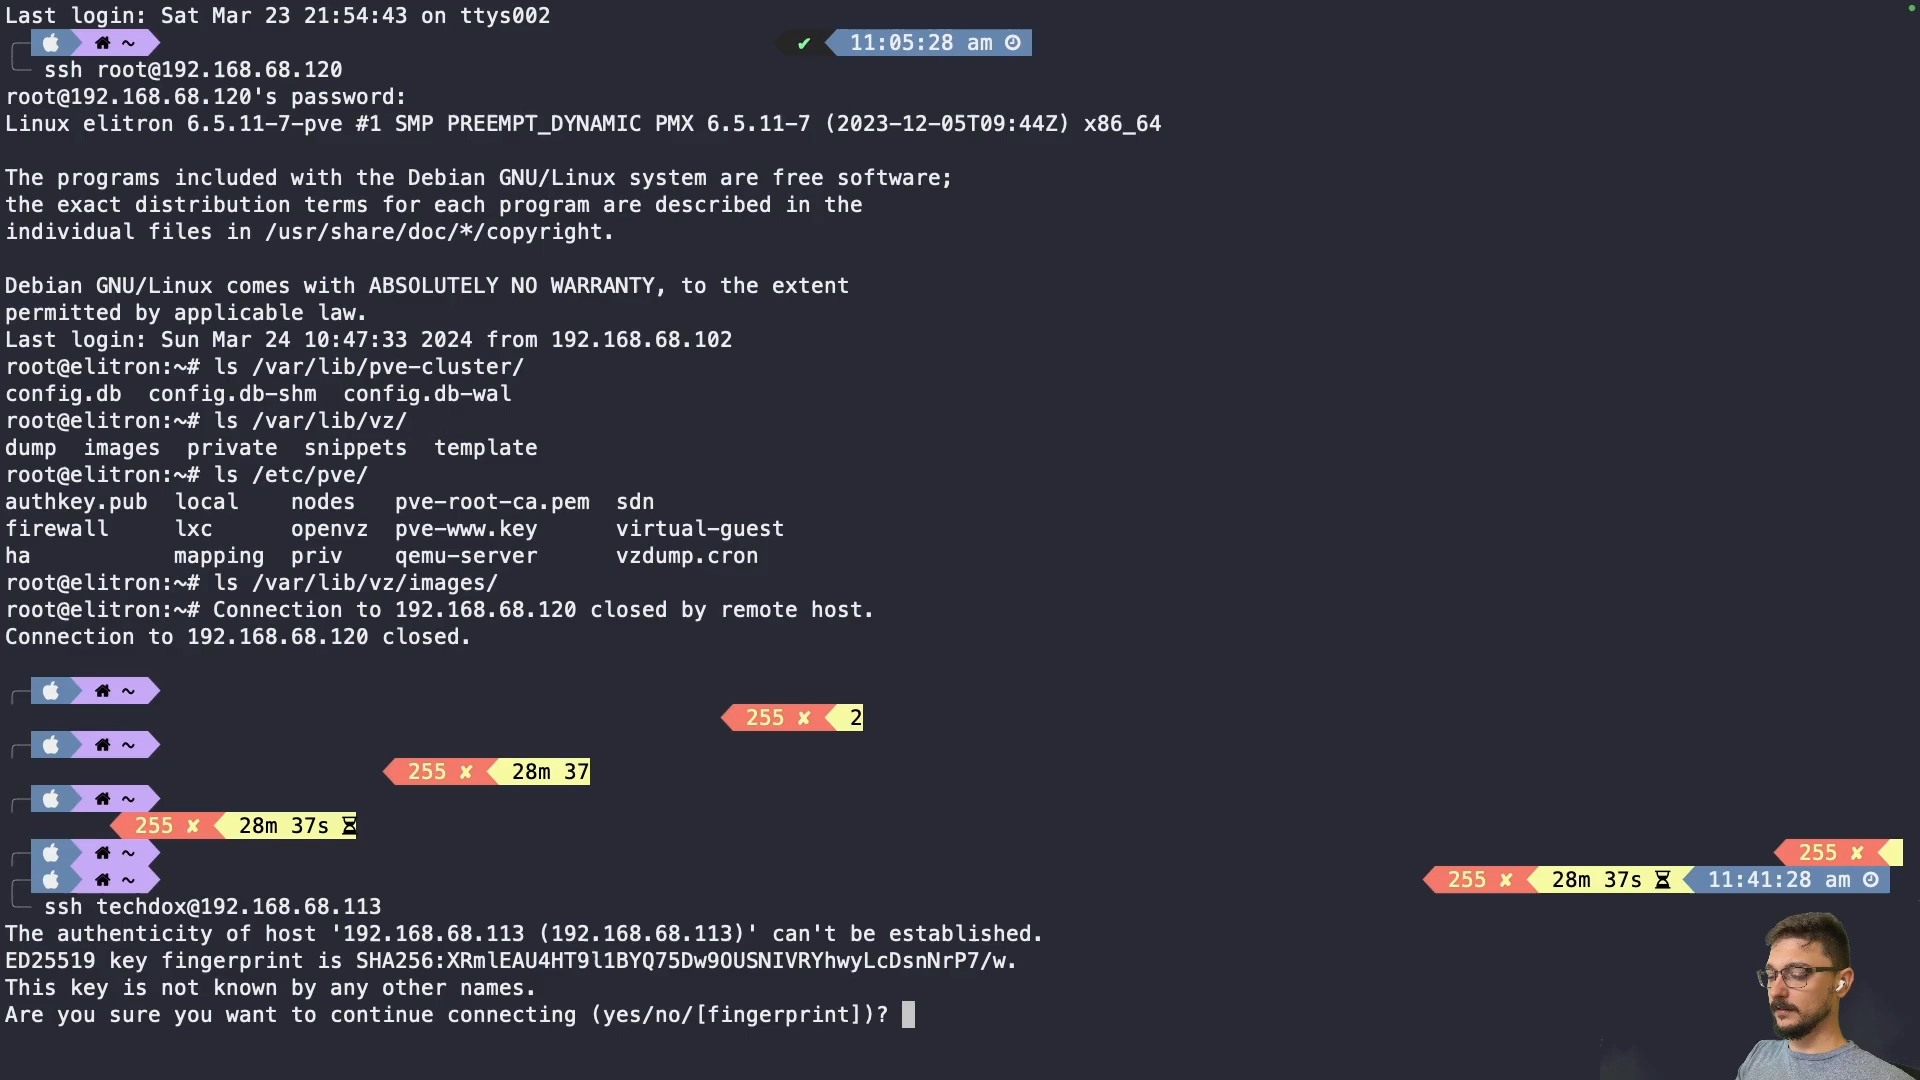 Last login: Sat Mar 23 21:54:43 on ttys002
~ ✔ 11:05:28 am
ssh root@192.168.68.120
root@192.168.68.120's password:
Linux elitron 6.5.11-7-pve #1 SMP PREEMPT_DYNAMIC PMX 6.5.11-7 (2023-12-05T09:44Z) x86_64
The programs included with the Debian GNU/Linux system are free software;
the exact distribution terms for each program are described in the
individual files in /usr/share/doc/*/copyright.
Debian GNU/Linux comes with ABSOLUTELY NO WARRANTY, to the extent
permitted by applicable law.
Last login: Sun Mar 24 10:47:33 2024 from 192.168.68.102
root@elitron:~# ls /var/lib/pve-cluster/
config.db  config.db-shm  config.db-wal
root@elitron:~# ls /var/lib/vz/
dump  images  private  snippets  template
root@elitron:~# ls /etc/pve/
authkey.pub  local    nodes   pve-root-ca.pem  sdn
firewall     lxc      openvz  pve-www.key      virtual-guest
ha           mapping  priv    qemu-server      vzdump.cron
root@elitron:~# ls /var/lib/vz/images/
root@elitron:~# Connection to 192.168.68.120 closed by remote host.
Connection to 192.168.68.120 closed.
~
255 ✘ 2
~
255 ✘ 28m 37
~
255 ✘ 28m 37s
~ 255 ✘
~ 255 ✘ 28m 37s 11:41:28 am
ssh techdox@192.168.68.113
The authenticity of host '192.168.68.113 (192.168.68.113)' can't be established.
ED25519 key fingerprint is SHA256:XRmlEAU4HT9l1BYQ75Dw9OUSNIVRYhwyLcDsnNrP7/w.
This key is not known by any other names.
Are you sure you want to continue connecting (yes/no/[fingerprint])?